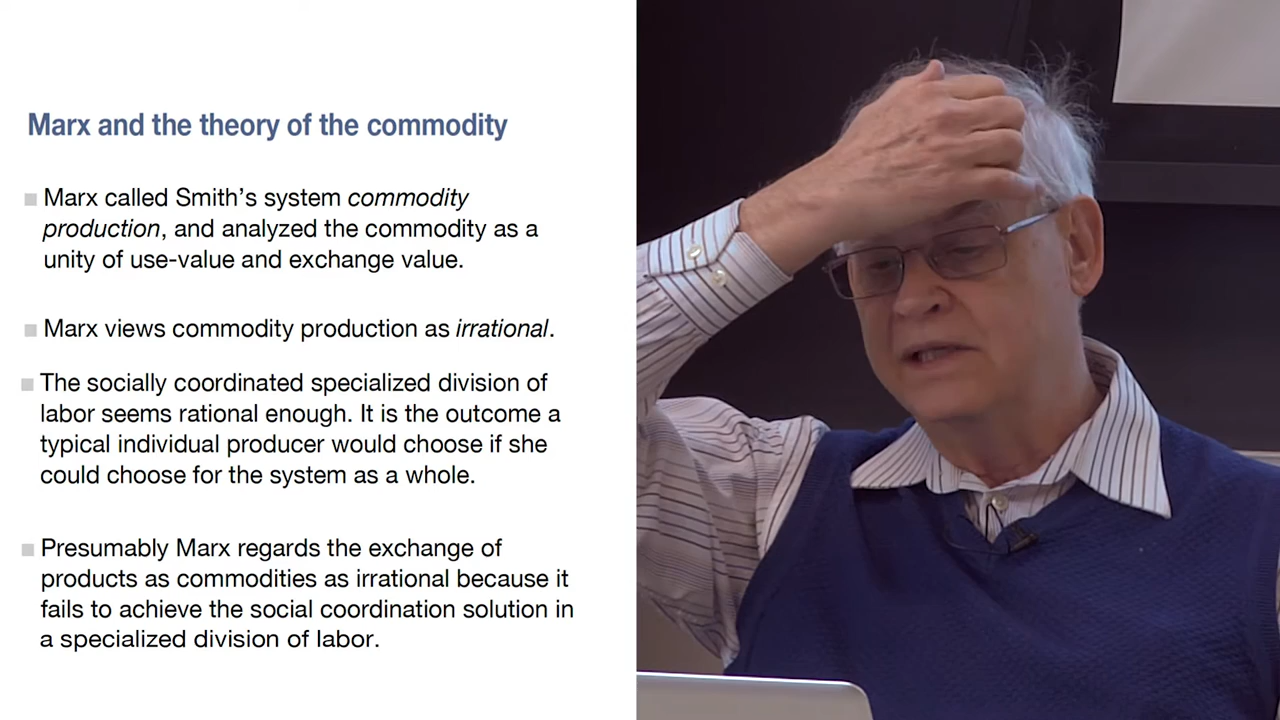 Marx and the theory of the commodity
Marx called Smith's system commodity
production, and analyzed the commodity as a
unity of use-value and exchange value.
Marx views commodity production as irrational.
The socially coordinated specialized division of
labor seems rational enough. It is the outcome a
typical individual producer would choose if she
could choose for the system as a whole.
Presumably Marx regards the exchange of
products as commodities as irrational because it
fails to achieve the social coordination solution in
a specialized division of labor.